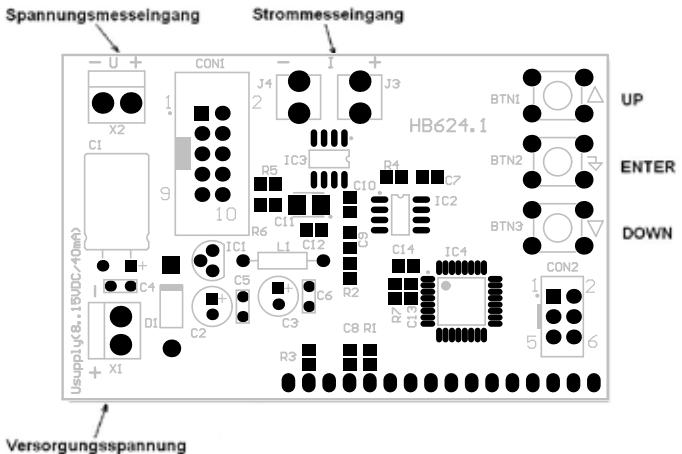 Spannungsmesseingang
Strommesseingang
− U +
− I +
CON1
J4
J3
1
2
X2
BTN1
UP
HB624.1
C1
IC3
BTN2
ENTER
R5
R4
C7
9
10
C10
IC2
C11
R6
C12
BTN3
DOWN
IC1
L1
C9
C14
IC4
CON2
+
C4
C5
C6
R2
1
2
−
D1
+
+
C2
C3
R7
C13
5
6
Usupply(8..15VDC/40mA)
X1
+
R3
C8 R1
Versorgungsspannung